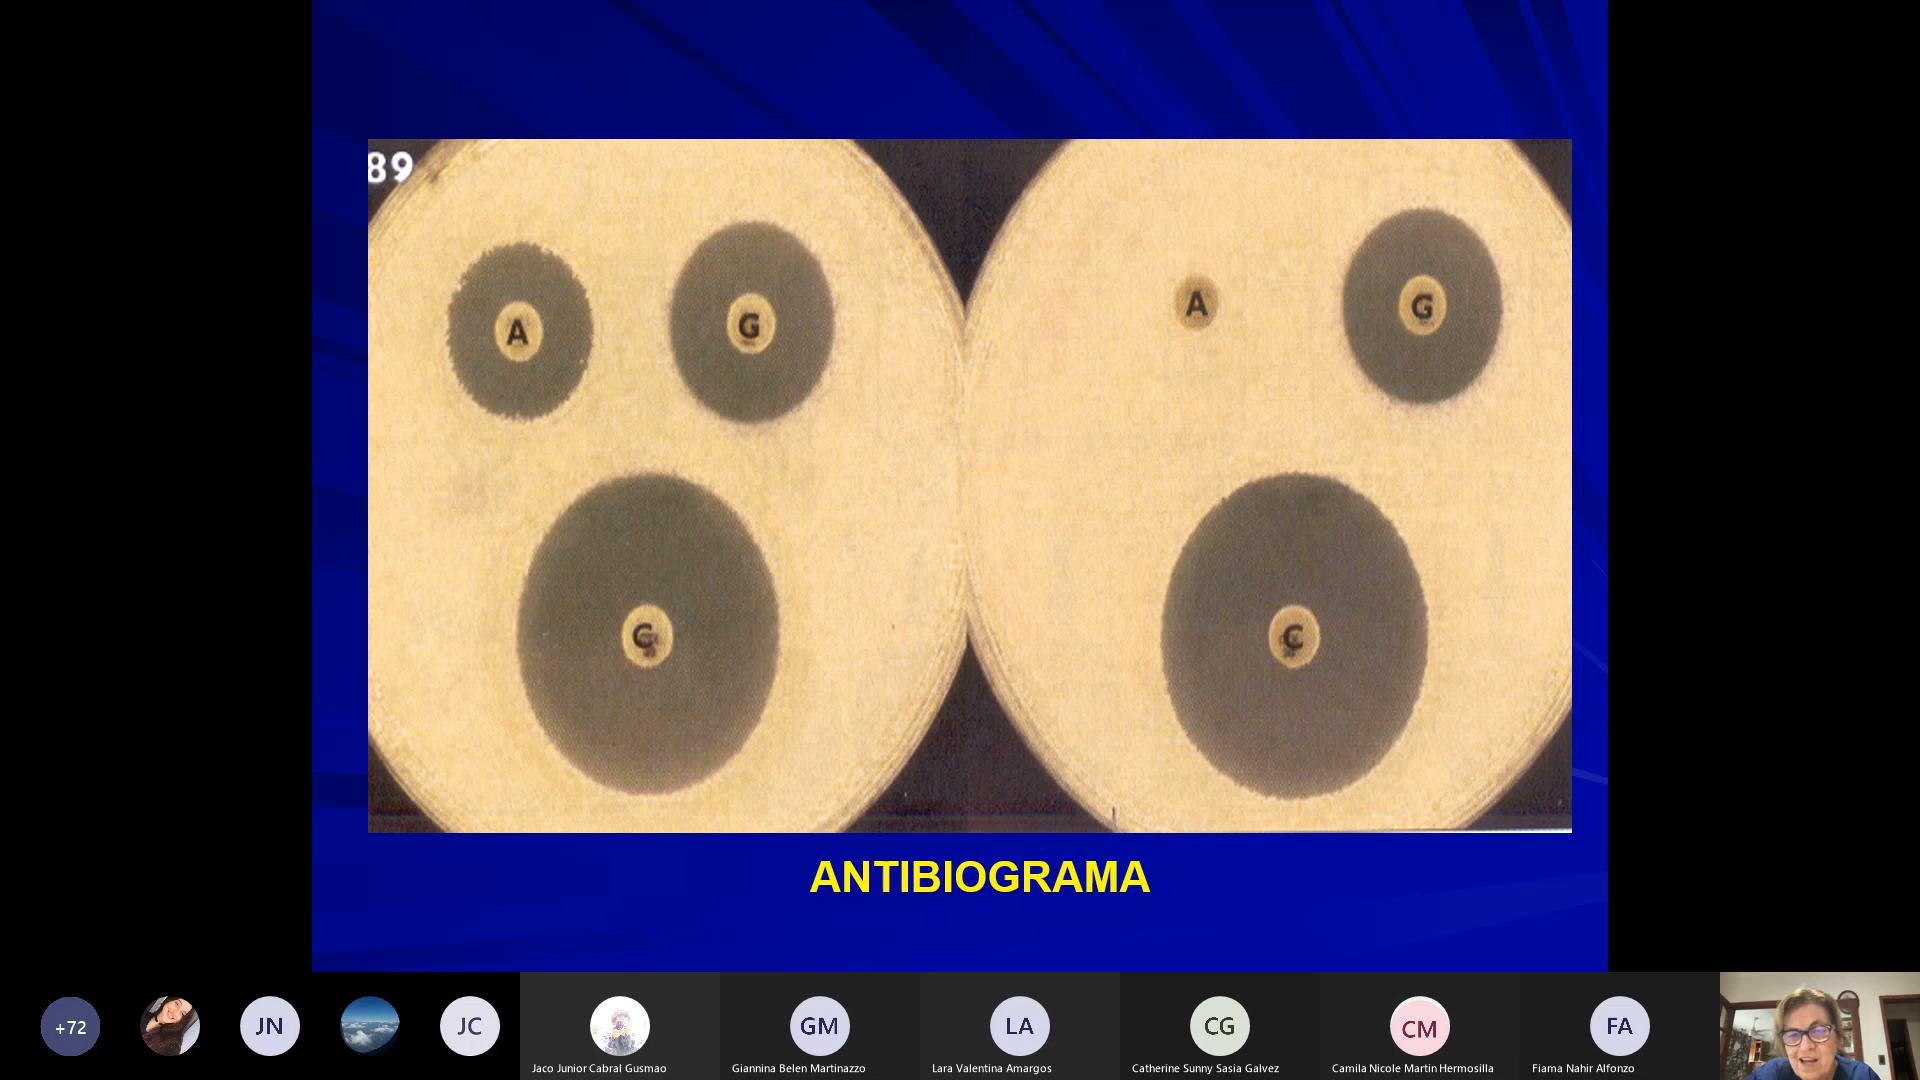 89
A
G
A
G
C
C
ANTIBIOGRAMA
+72
JN
JC
GM
LA
CG
CM
FA
Jaco Junior Cabral Gusmao
Giannina Belen Martinazzo
Lara Valentina Amargos
Catherine Sunny Sasia Galvez
Camila Nicole Martin Hermosilla
Fiama Nahir Alfonzo